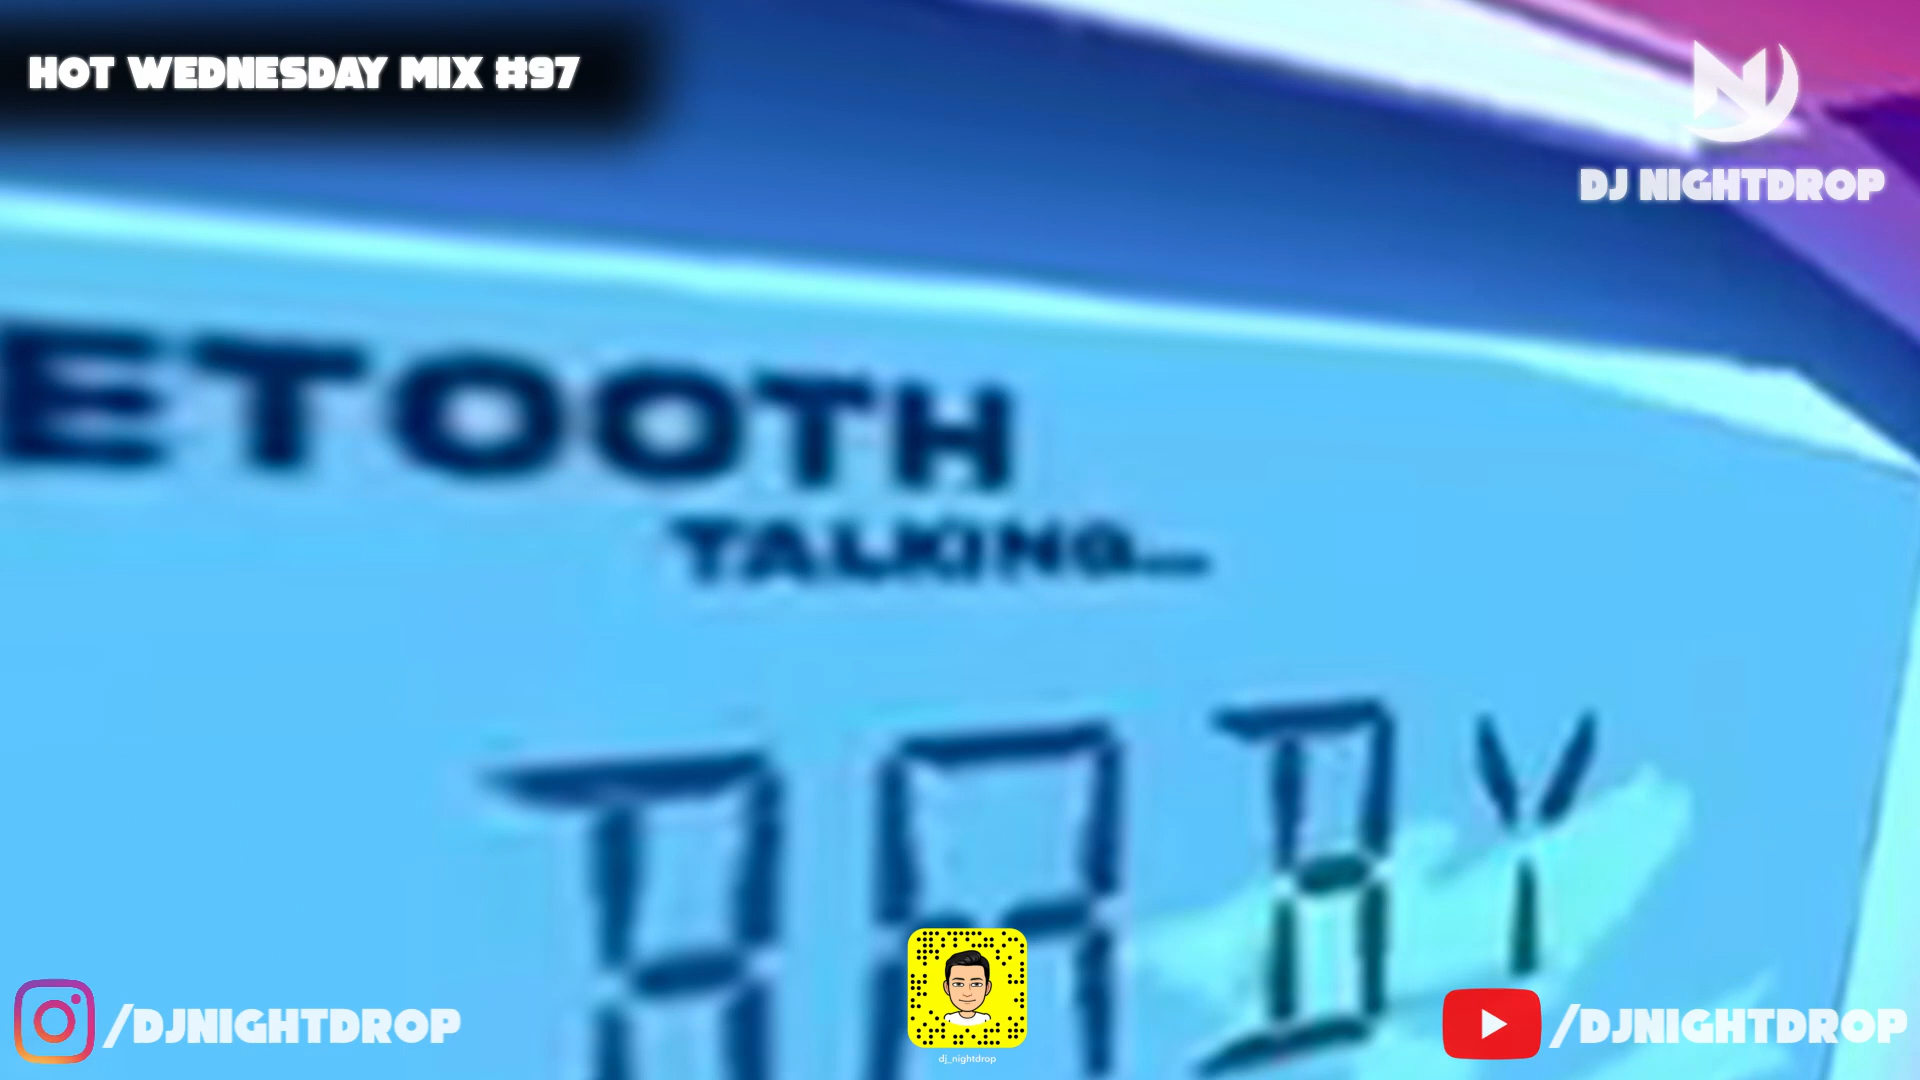 HOT WEDNESDAY MIX #97
DJ NIGHTDROP
ETOOTH
TALKING...
BABY
/DJNIGHTDROP
dj_nightdrop
/DJNIGHTDROP